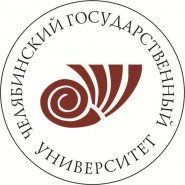 ЧЕЛЯБИНСКИЙ ГОСУДАРСТВЕННЫЙ
УНИВЕРСИТЕТ